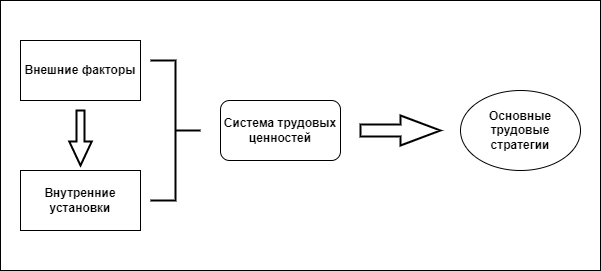 Внешние факторы
Внутренние
установки
Система трудовых
ценностей
Основные
трудовые
стратегии